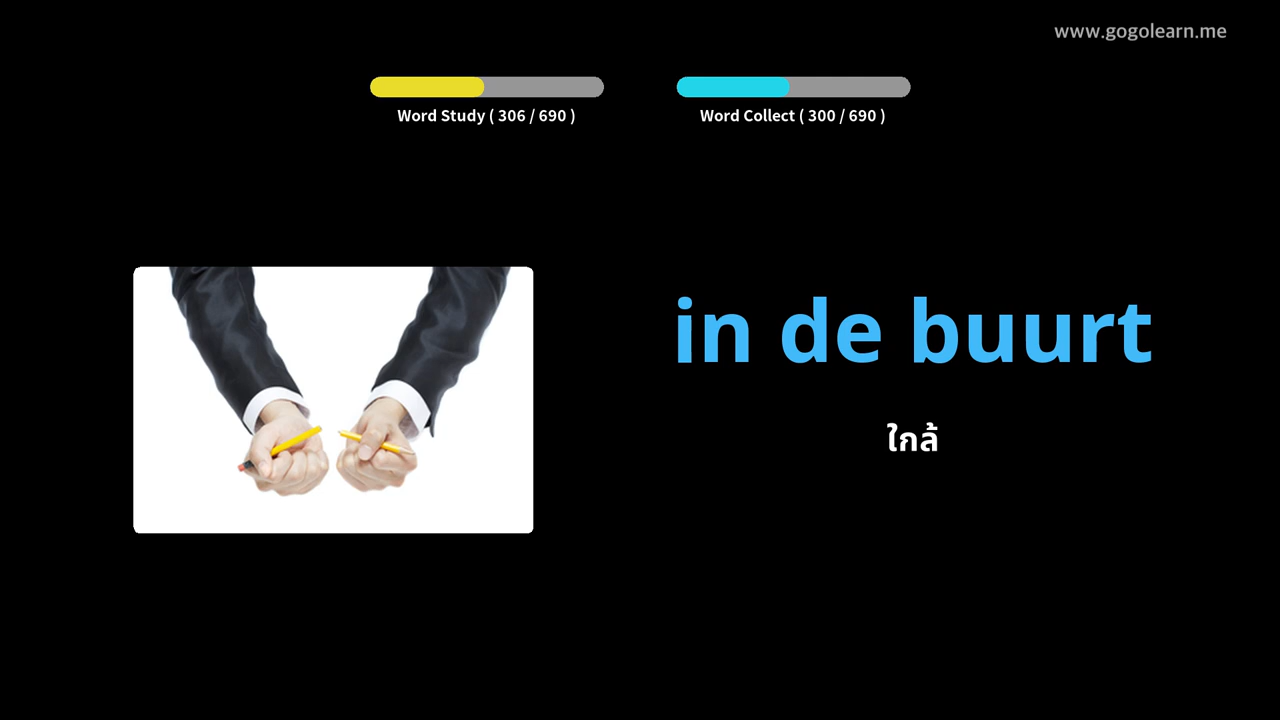 www.gogolearn.me
Word Study ( 306 / 690 )
Word Collect ( 300 / 690 )
in de buurt
ใกล้